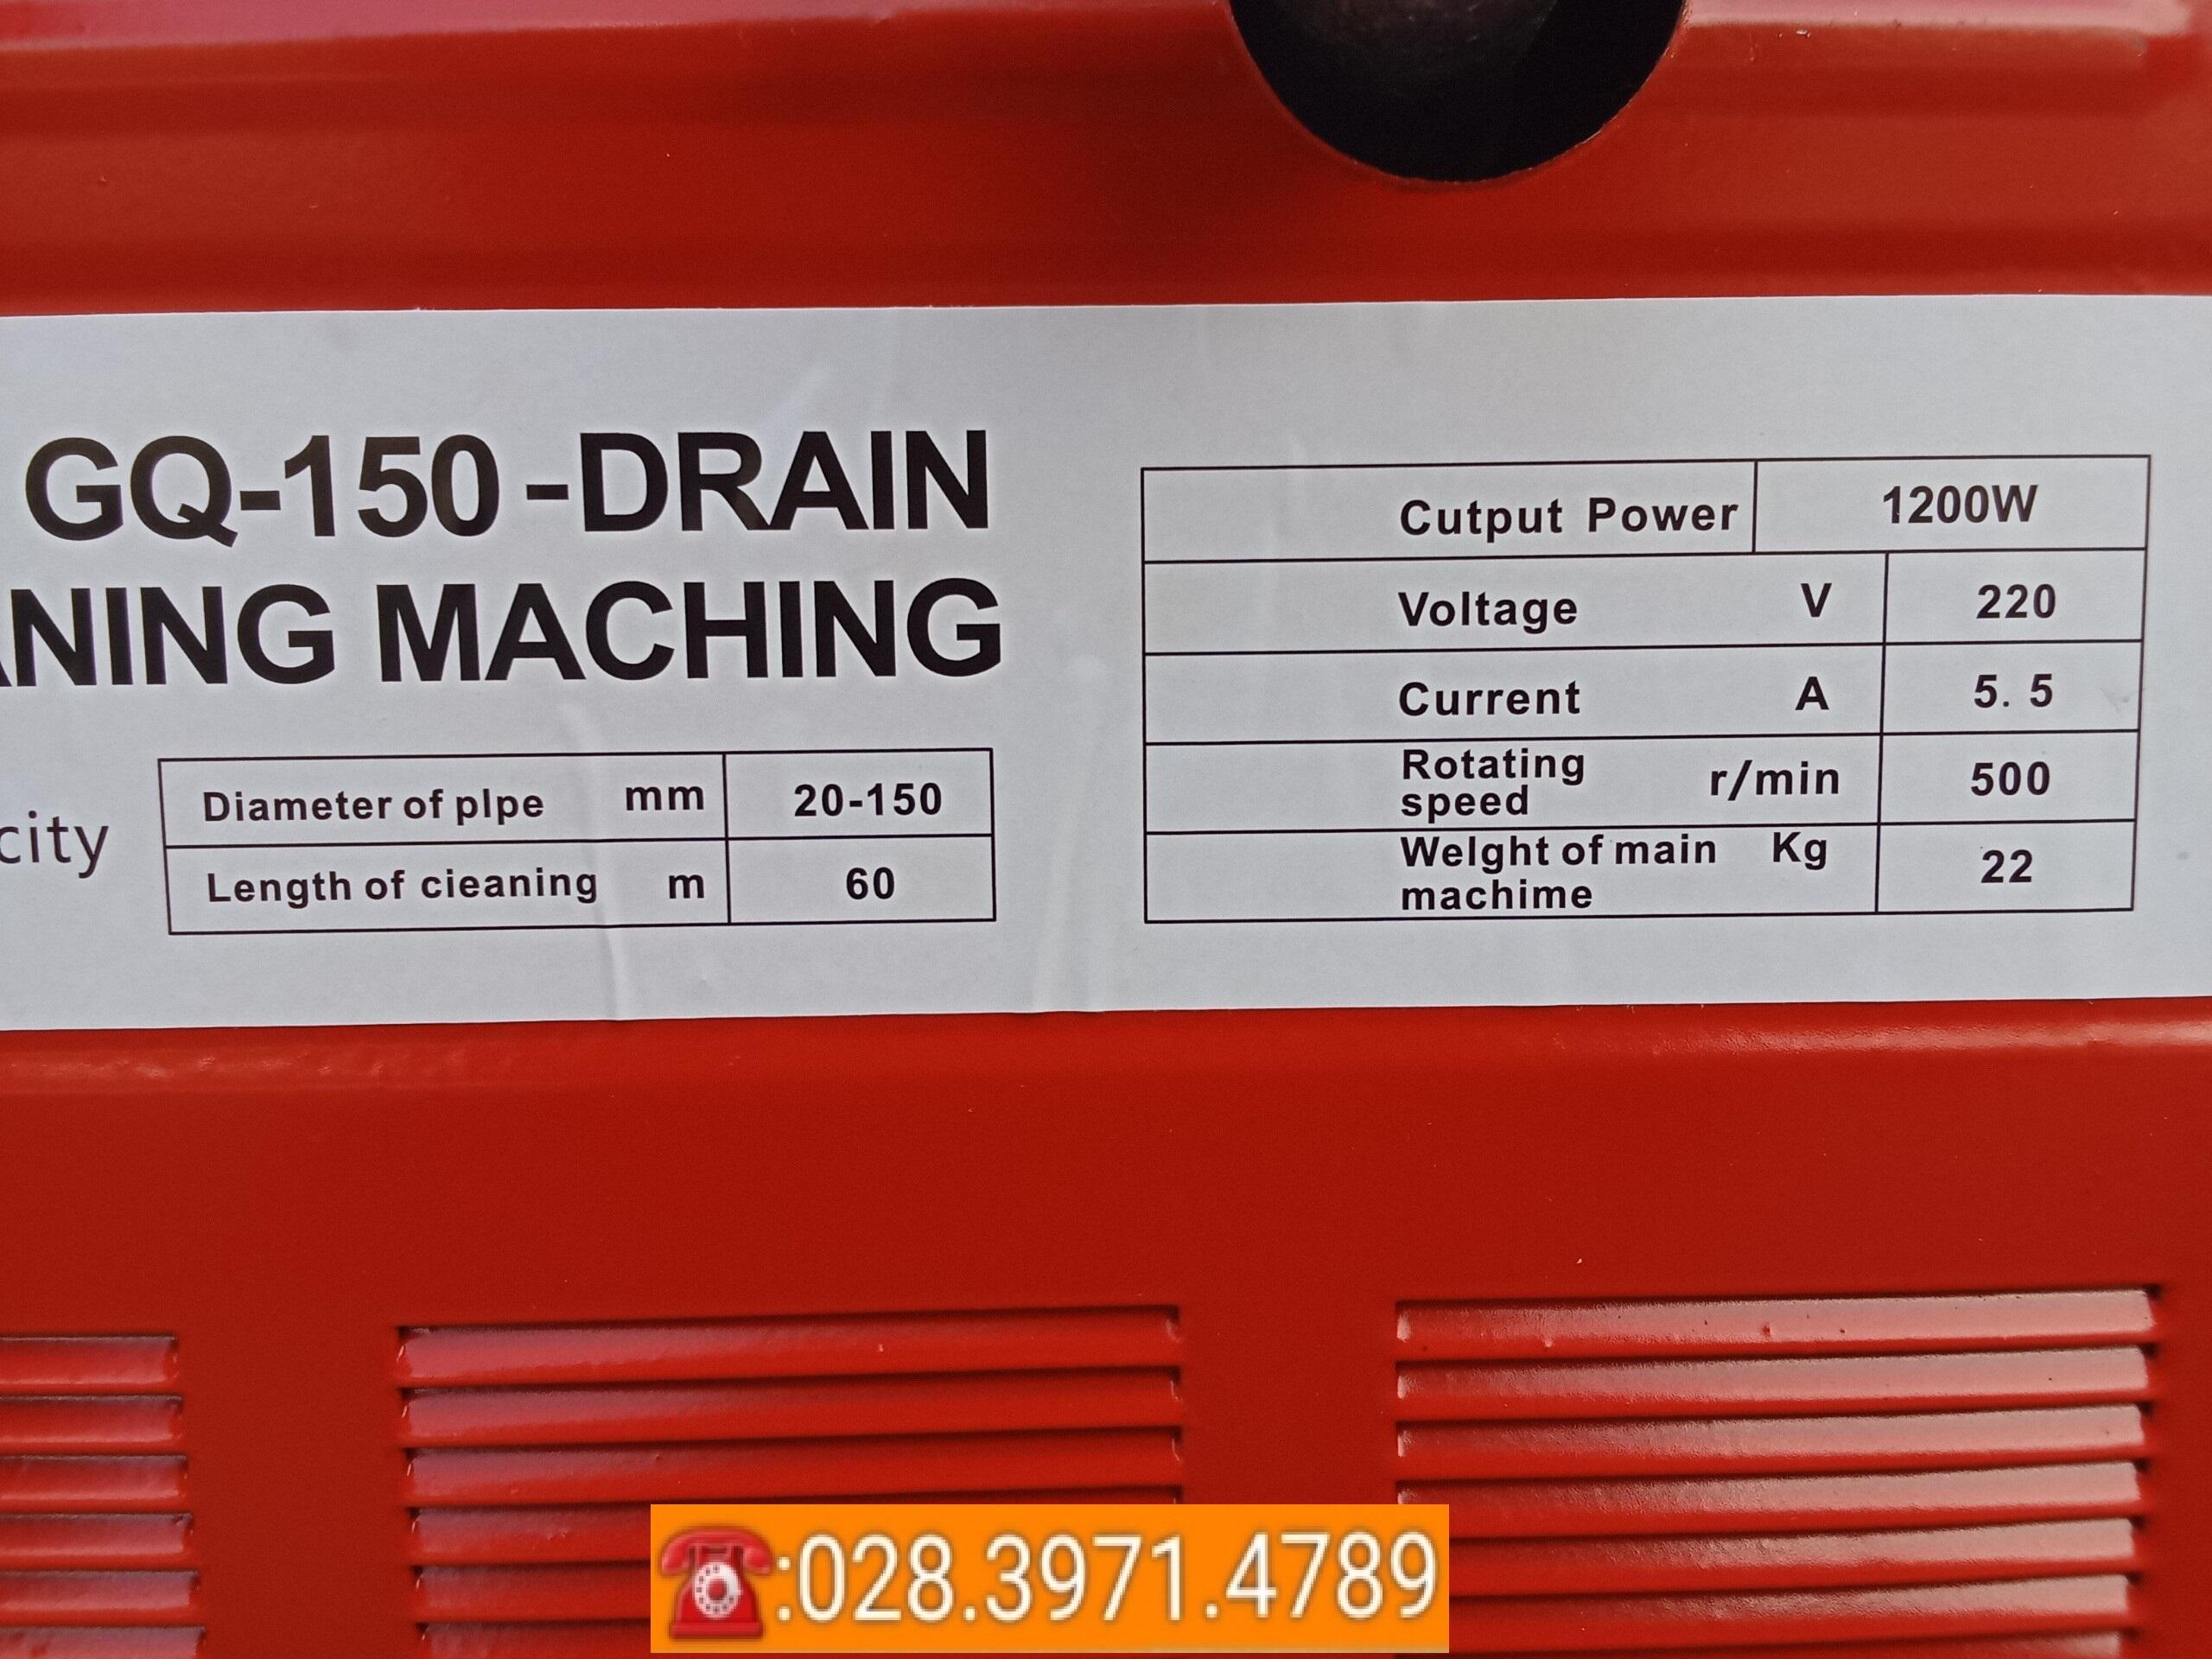 GQ-150-DRAIN
NING MACHING
city
Diameter of plpe mm 20-150
Length of cieaning m 60
Cutput Power 1200W
Voltage V 220
Current A 5. 5
Rotating speed r/min 500
Welght of main machime Kg 22
:028.3971.4789